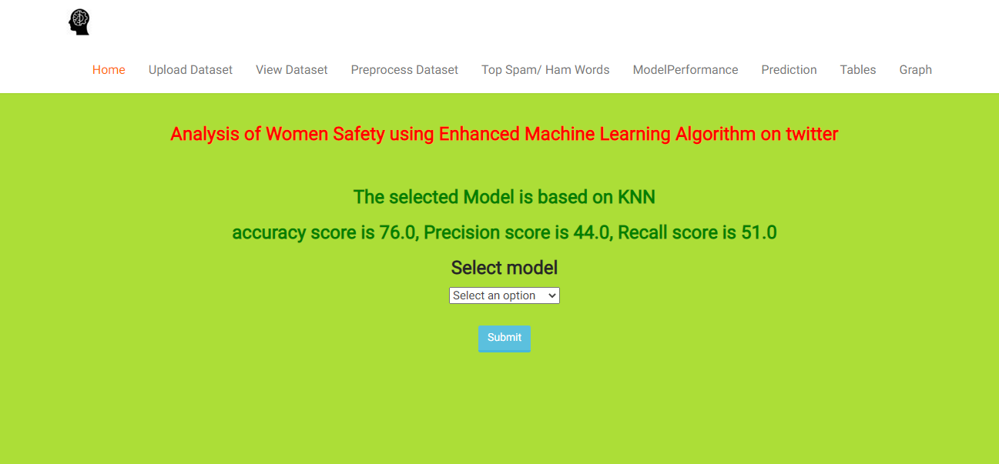 Home Upload Dataset View Dataset Preprocess Dataset Top Spam/ Ham Words ModelPerformance Prediction Tables Graph
Analysis of Women Safety using Enhanced Machine Learning Algorithm on twitter
The selected Model is based on KNN
accuracy score is 76.0, Precision score is 44.0, Recall score is 51.0
Select model
Select an option
Submit